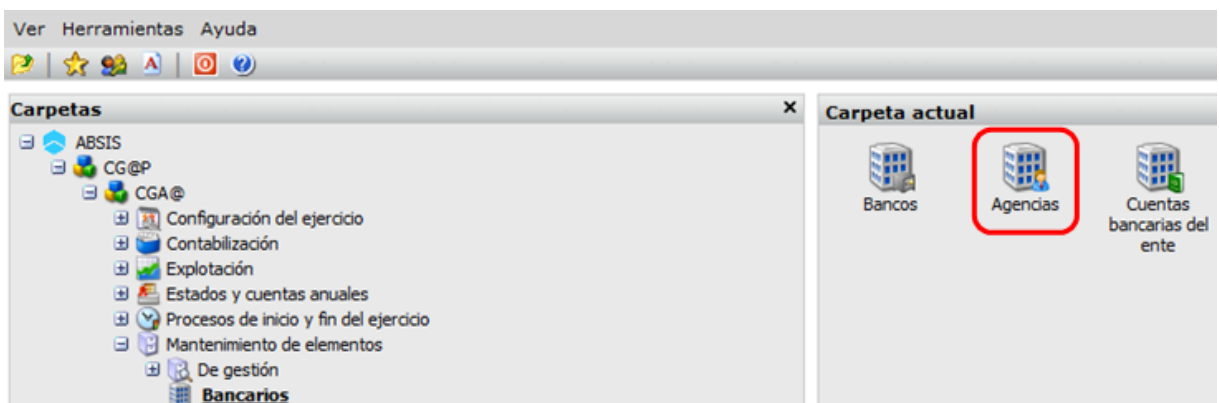 Ver Herramientas Ayuda
Carpetas
ABSIS
CG@P
CGA@
Configuración del ejercicio
Contabilización
Explotación
Estados y cuentas anuales
Procesos de inicio y fin del ejercicio
Mantenimiento de elementos
De gestión
Bancarios
Carpeta actual
Bancos
Agencias
Cuentas
bancarias del
ente